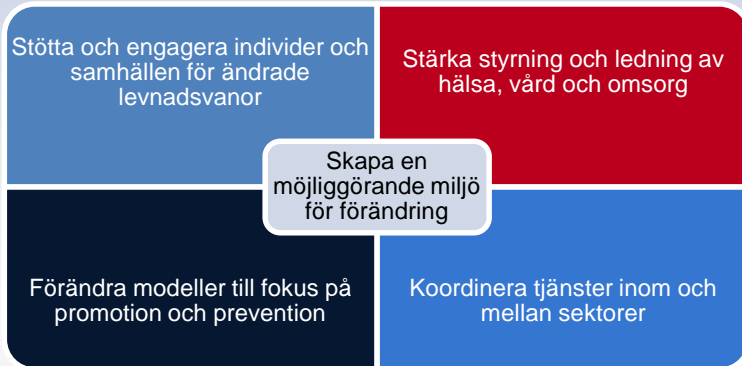 Stötta och engagera individer och
samhällen för ändrade
levnadsvanor
Stärka styrning och ledning av
hälsa, vård och omsorg
Skapa en
möjliggörande miljö
för förändring
Förändra modeller till fokus på
promotion och prevention
Koordinera tjänster inom och
mellan sektorer